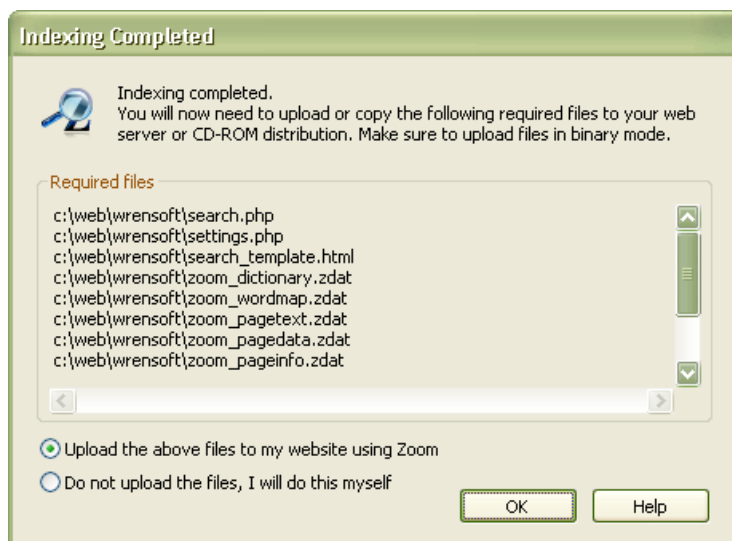 Indexing Completed
Indexing completed.
You will now need to upload or copy the following required files to your web
server or CD-ROM distribution. Make sure to upload files in binary mode.
Required files
c:\web\wrensoft\search.php
c:\web\wrensoft\settings.php
c:\web\wrensoft\search_template.html
c:\web\wrensoft\zoom_dictionary.zdat
c:\web\wrensoft\zoom_wordmap.zdat
c:\web\wrensoft\zoom_pagetext.zdat
c:\web\wrensoft\zoom_pagedata.zdat
c:\web\wrensoft\zoom_pageinfo.zdat
Upload the above files to my website using Zoom
Do not upload the files, I will do this myself
OK
Help